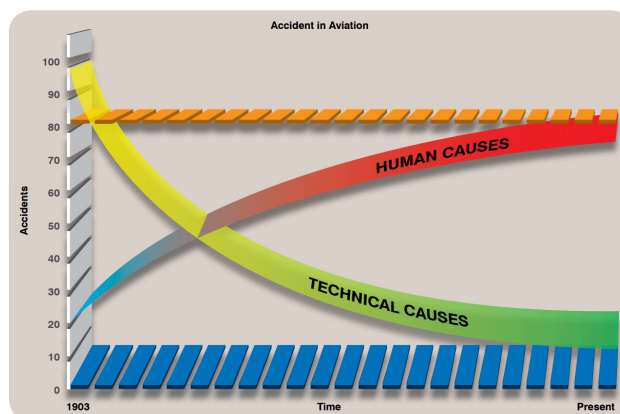 Accident in Aviation
100
90
80
70
60
50
40
30
20
10
0
Accidents
HUMAN CAUSES
TECHNICAL CAUSES
1903
Time
Present